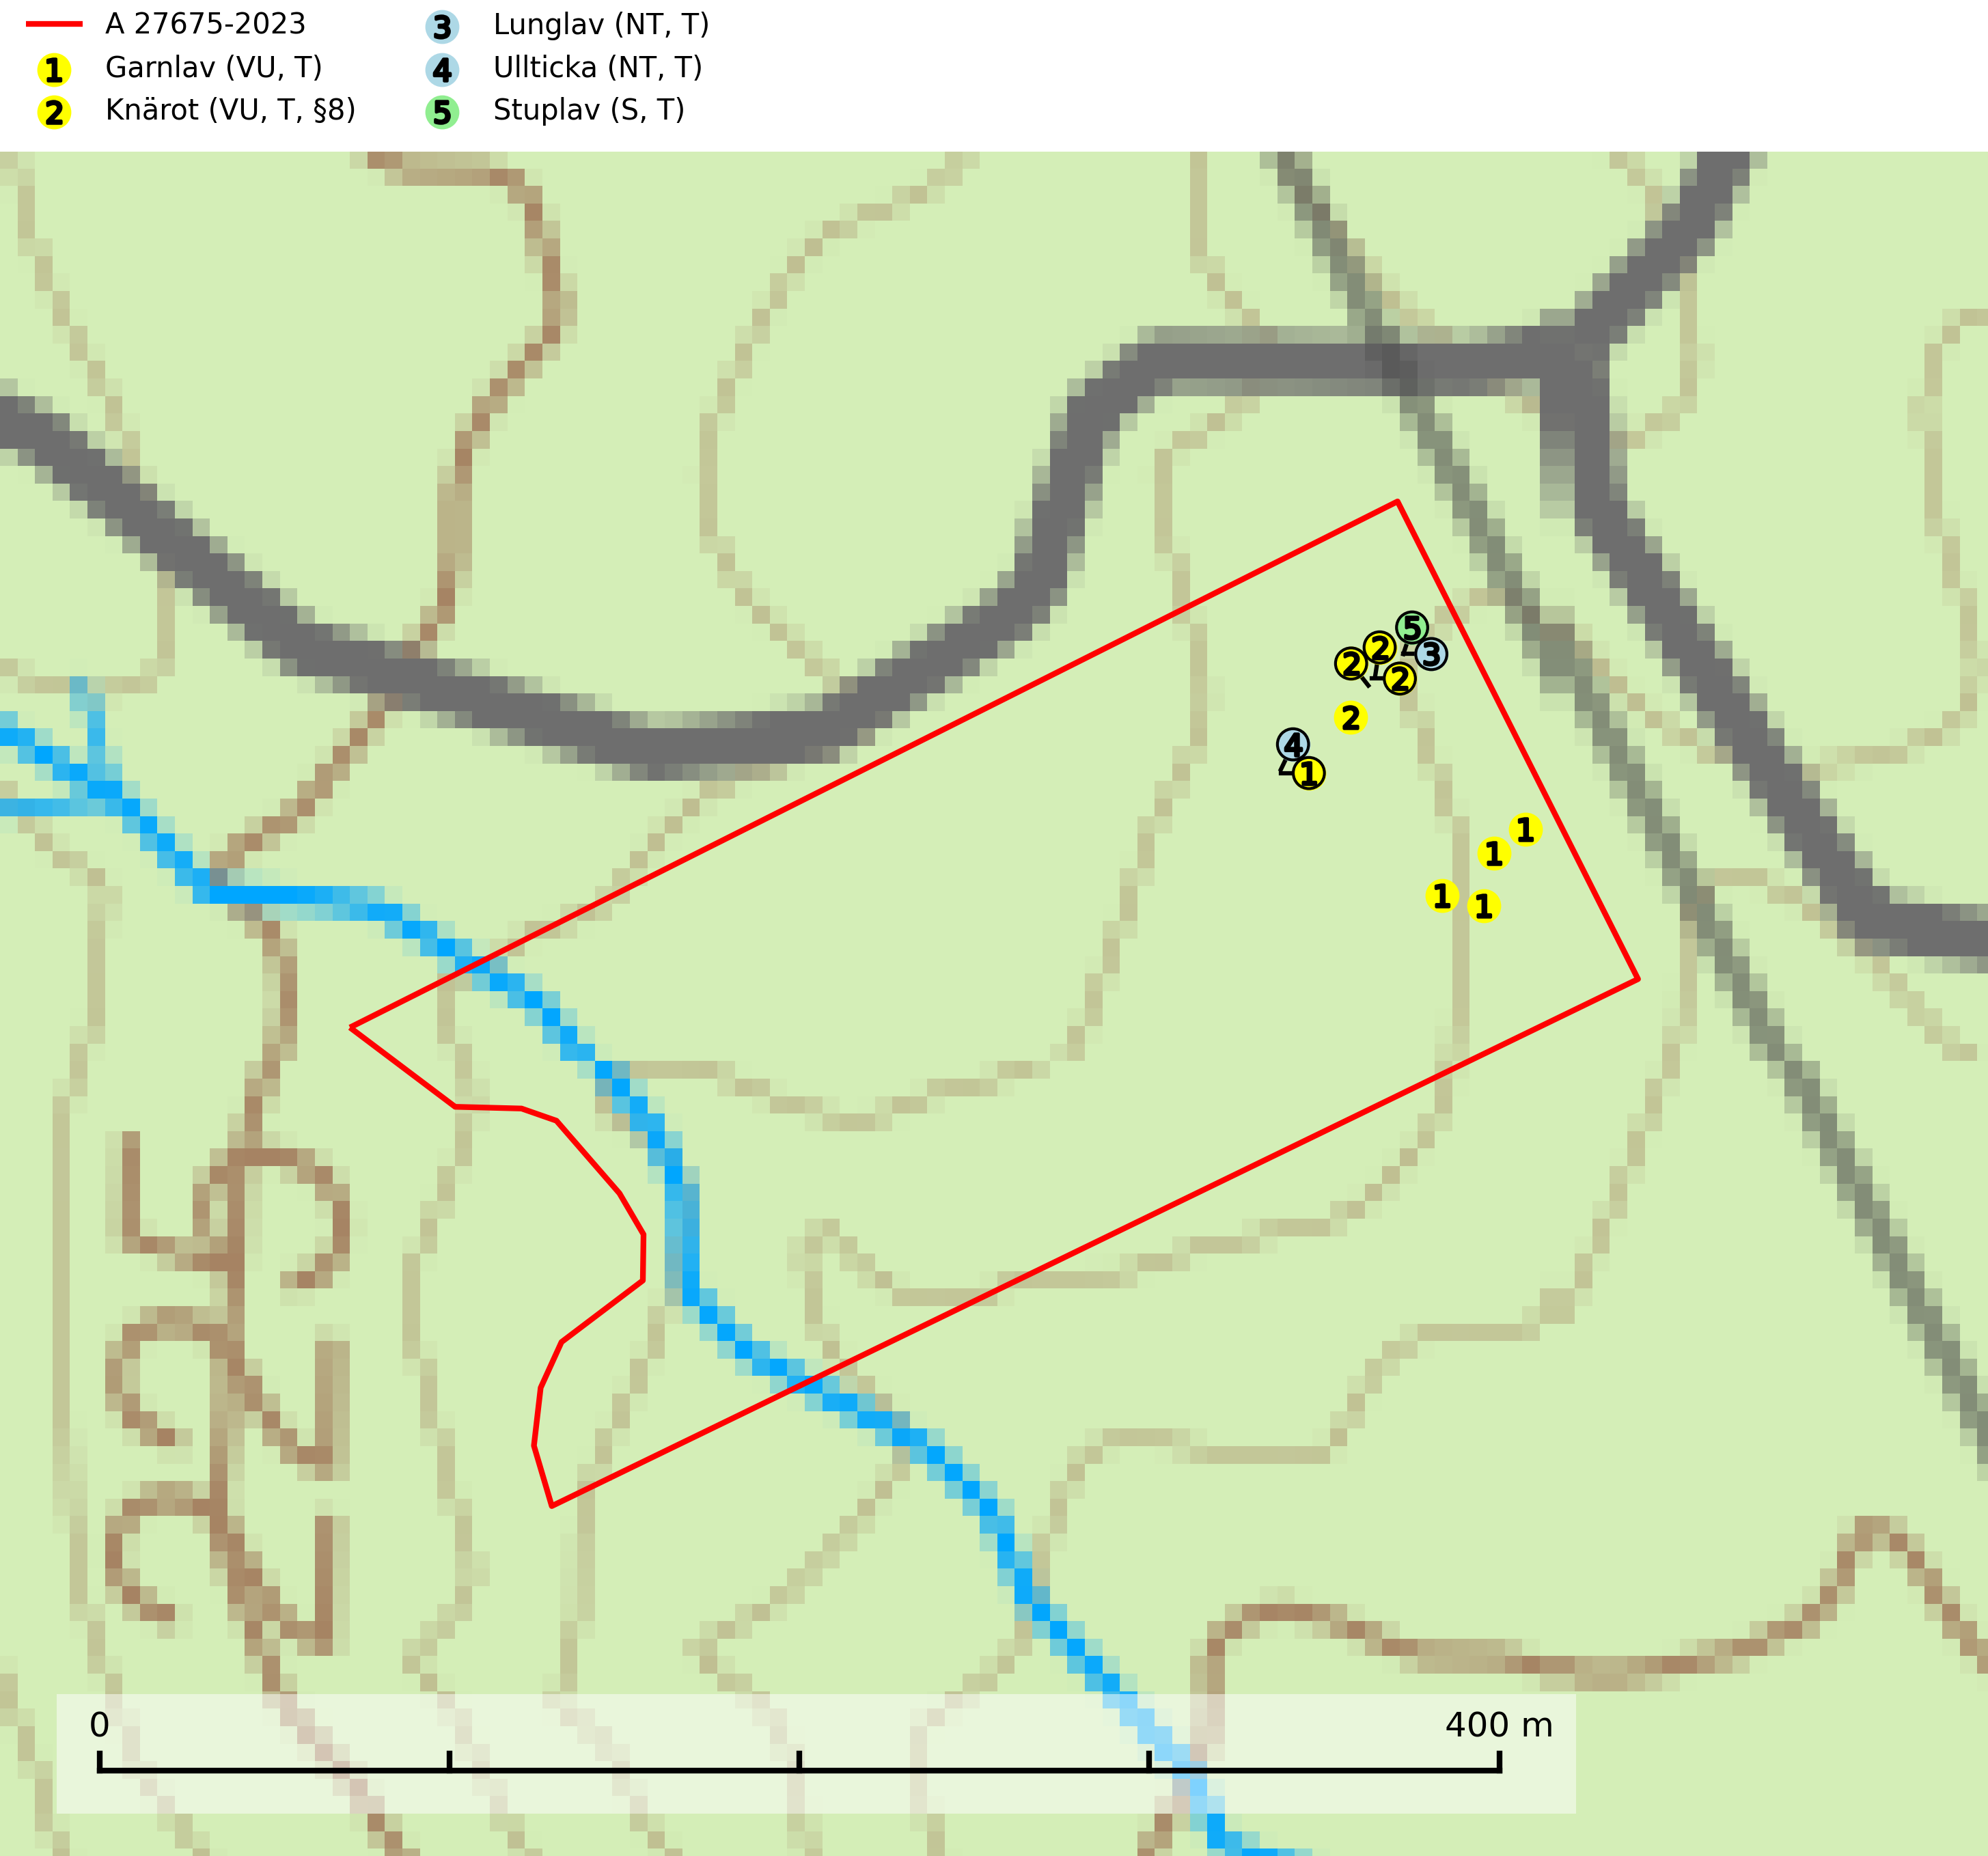 A 27675-2023
1 Garnlav (VU, T)
2 Knärot (VU, T, §8)
3 Lunglav (NT, T)
4 Ullticka (NT, T)
5 Stuplav (S, T)
5
2 3
2 2
2
4
1
1
1
1 1
0 400 m